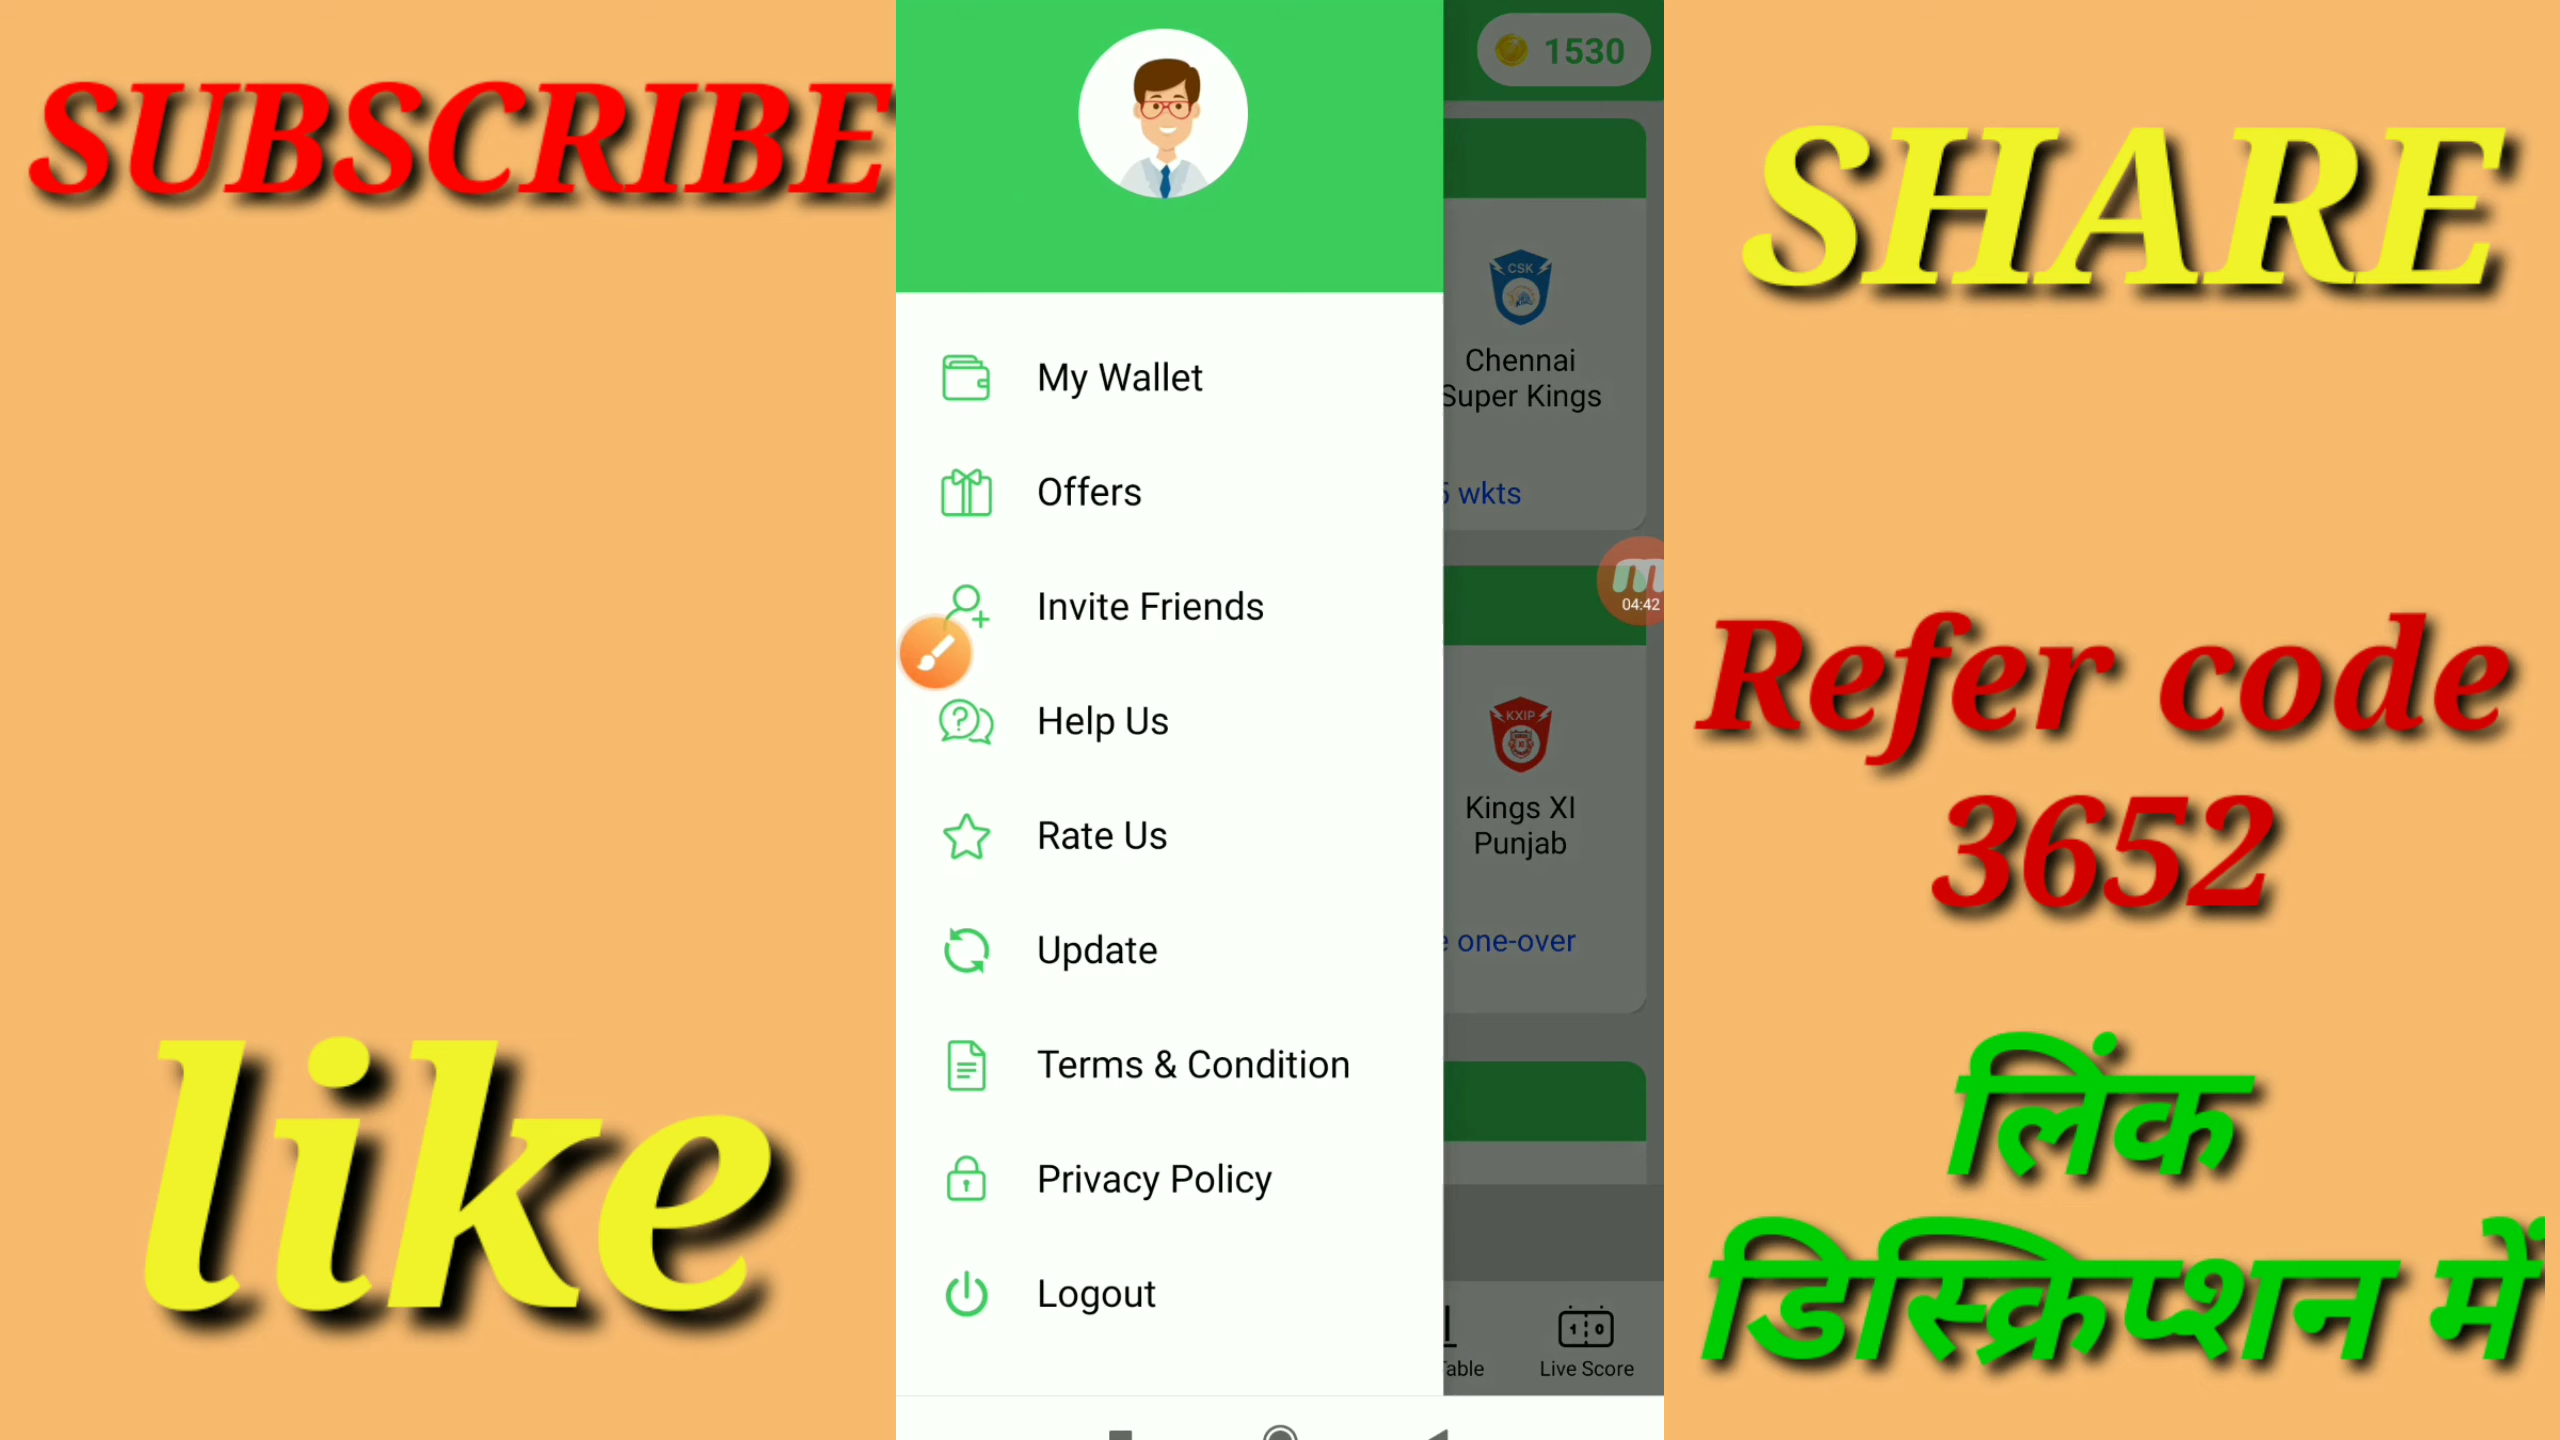 SUBSCRIBE
like
1530
My Wallet
Offers
Invite Friends
Help Us
Rate Us
Update
Terms & Condition
Privacy Policy
Logout
CSK
Chennai
Super Kings
5 wkts
04:42
KXIP
Kings XI
Punjab
one-over
Live Score
SHARE
Refer code
3652
लिंक
डिस्क्रिप्शन में